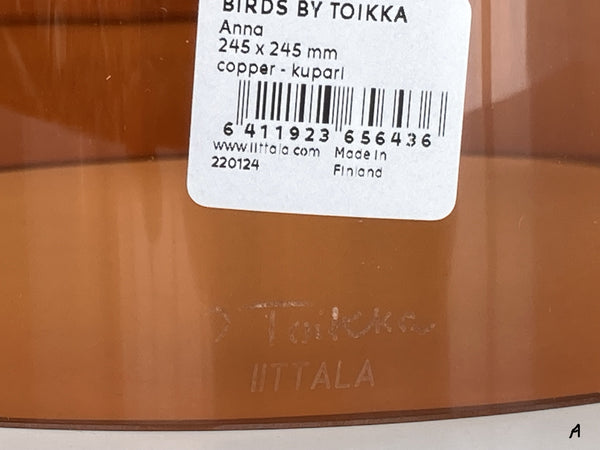 BIRDS BY TOIKKA
Anna
245 x 245 mm
copper - kupari
6 411923 656436
www.iittala.com Made in
220124 Finland
O Toikka
IITTALA
A